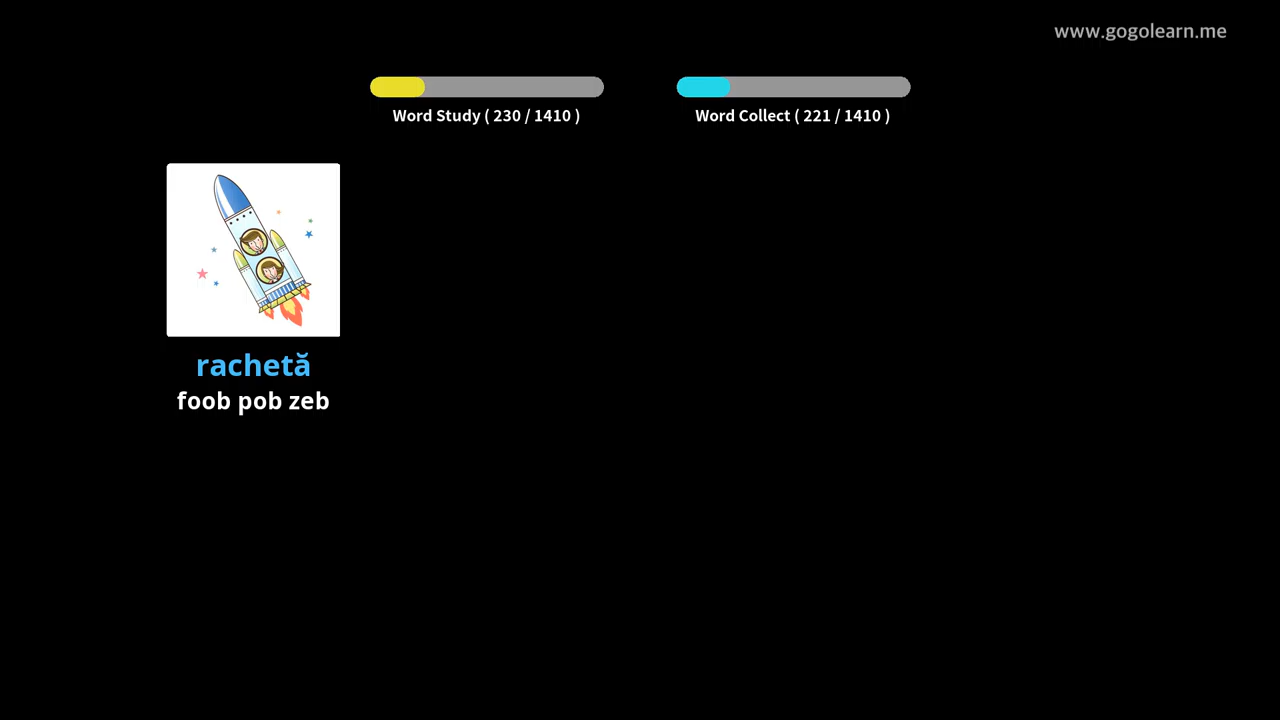 www.gogolearn.me
Word Study ( 230 / 1410 )
Word Collect ( 221 / 1410 )
rachetă
foob pob zeb